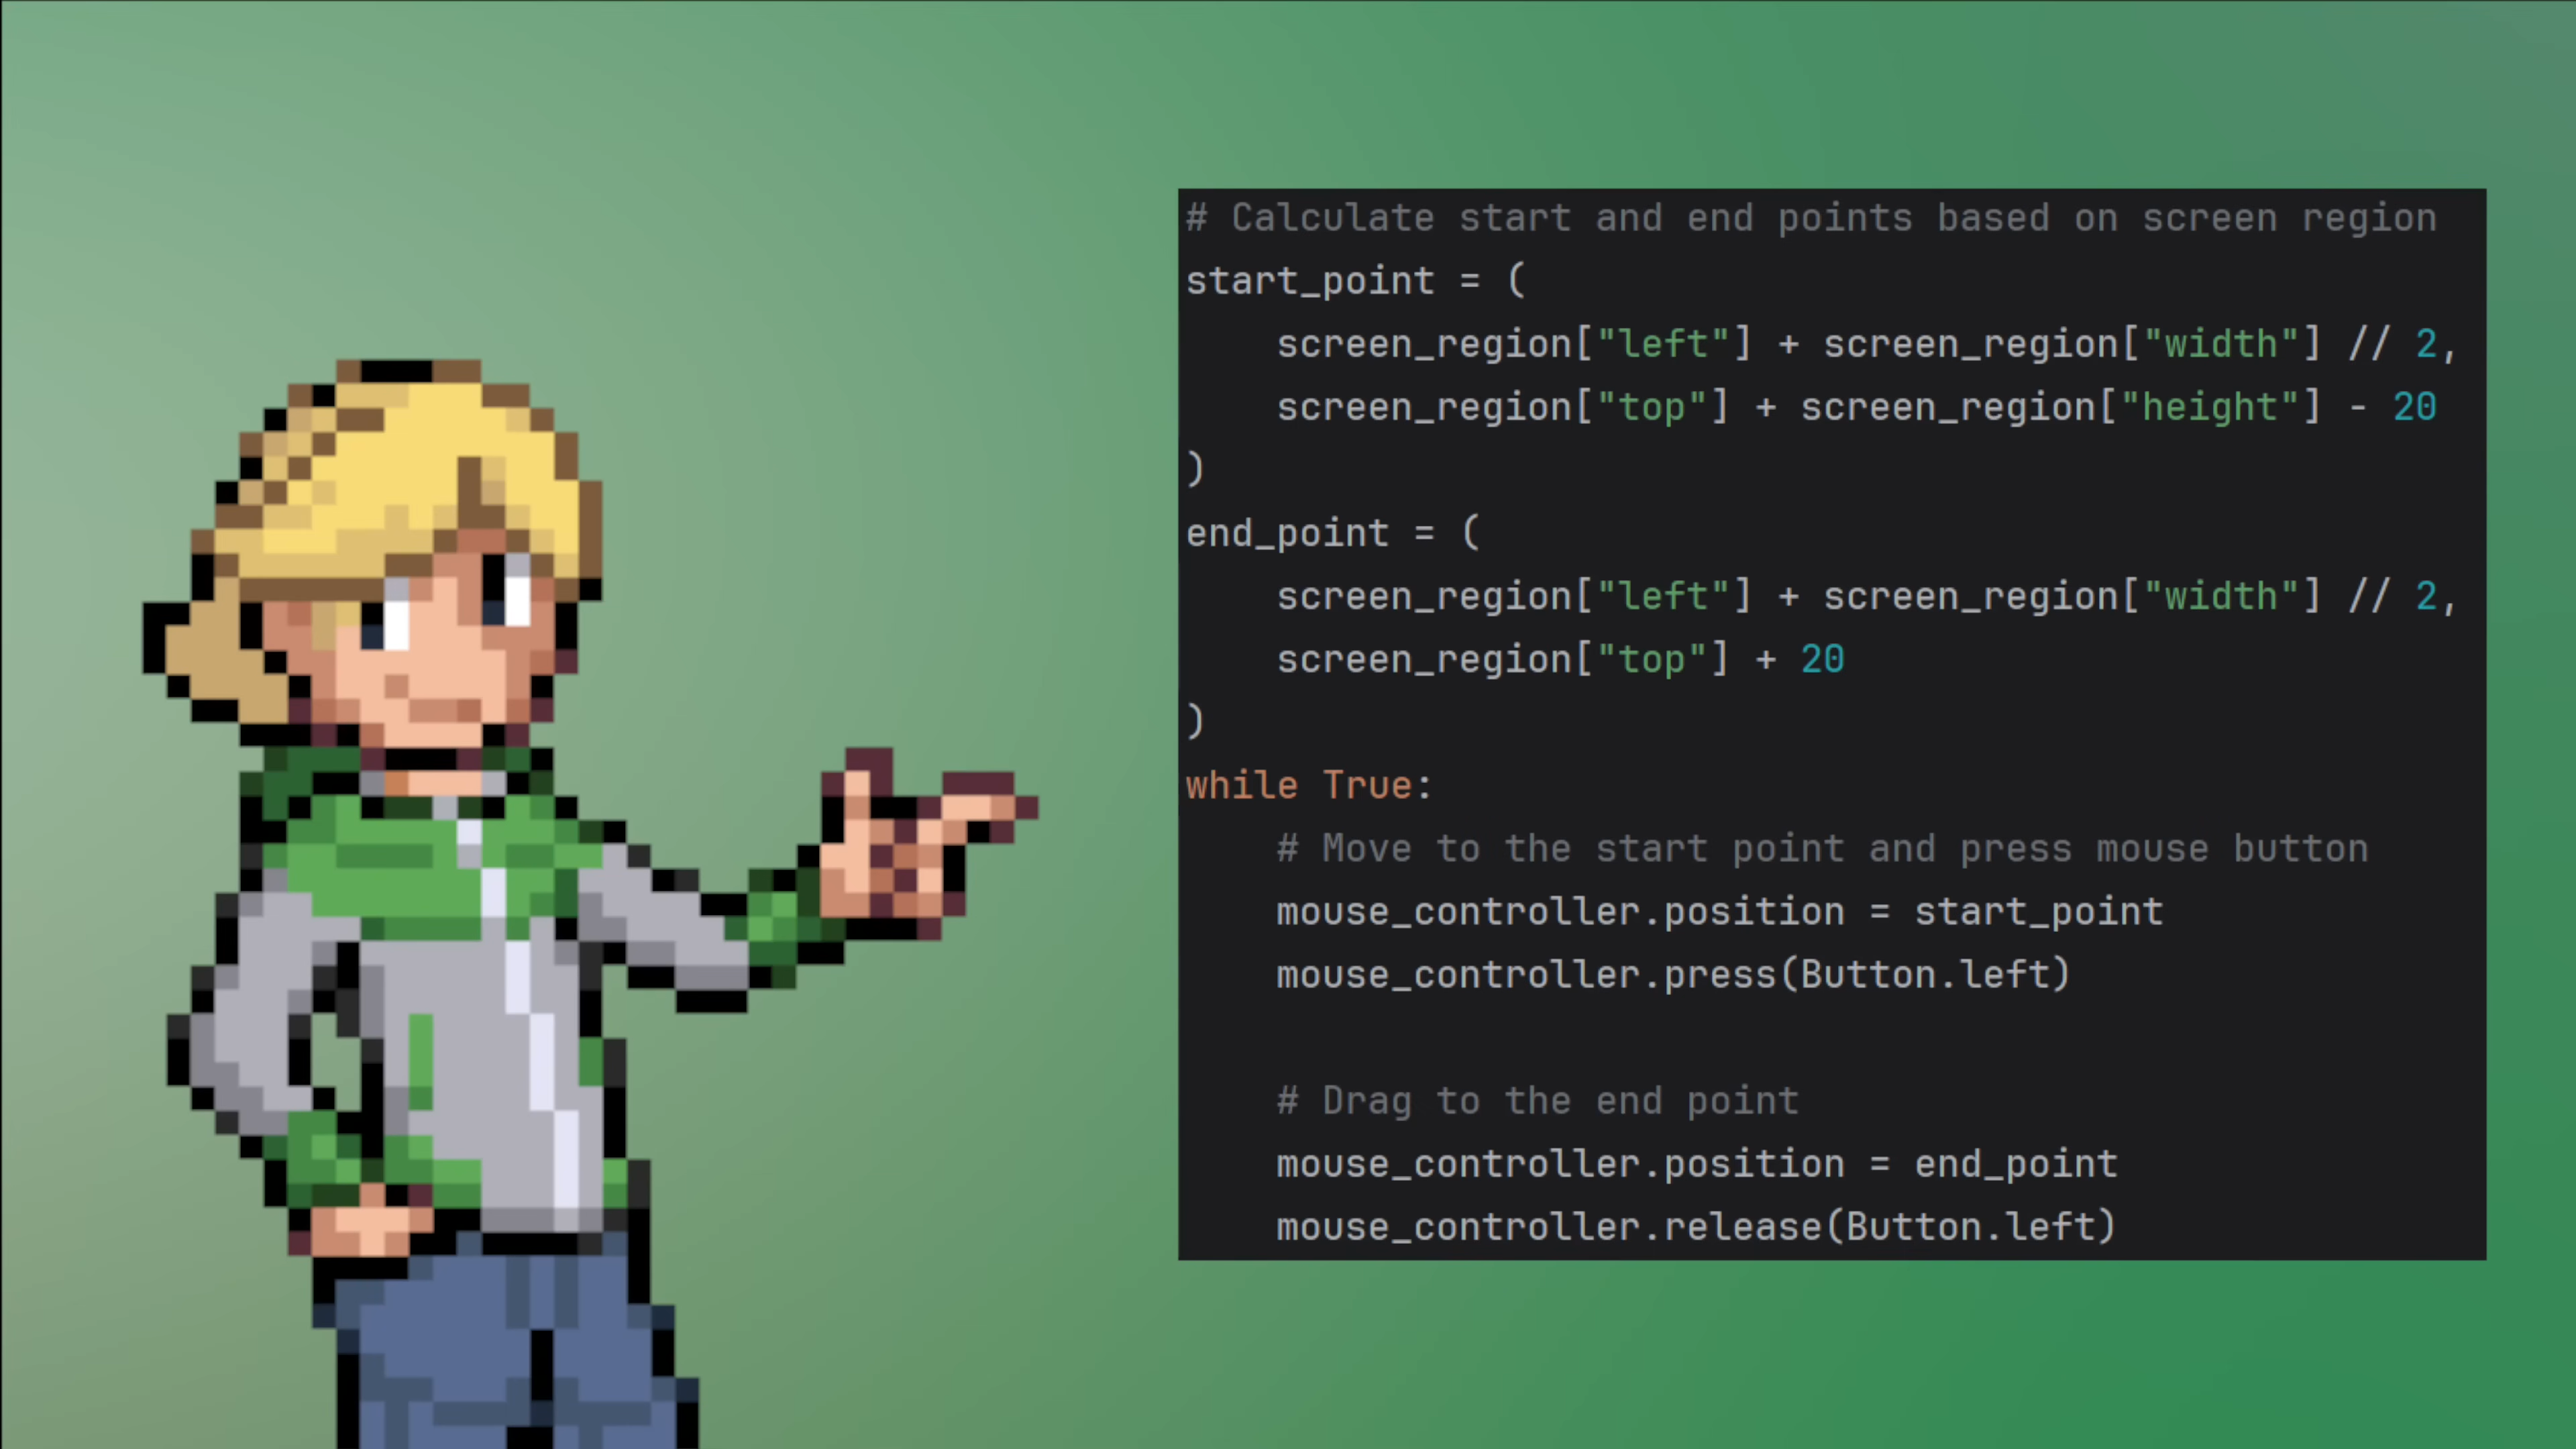 # Calculate start and end points based on screen region
start_point = (
    screen_region["left"] + screen_region["width"] // 2,
    screen_region["top"] + screen_region["height"] - 20
)
end_point = (
    screen_region["left"] + screen_region["width"] // 2,
    screen_region["top"] + 20
)
while True:
    # Move to the start point and press mouse button
    mouse_controller.position = start_point
    mouse_controller.press(Button.left)
    # Drag to the end point
    mouse_controller.position = end_point
    mouse_controller.release(Button.left)